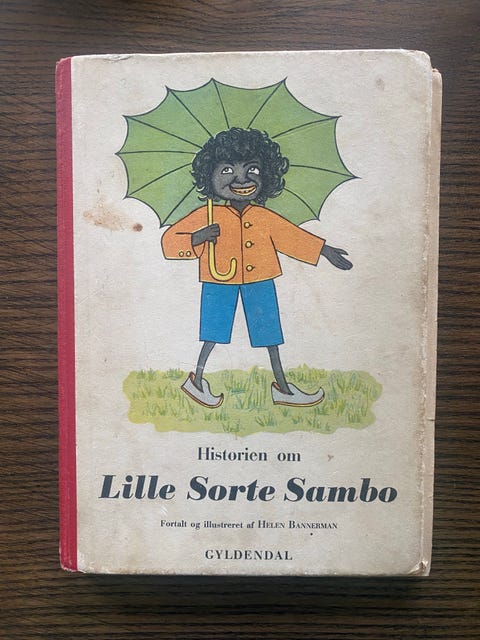 Historien om
Lille Sorte Sambo
Fortalt og illustreret af HELEN BANNERMAN
GYLDENDAL